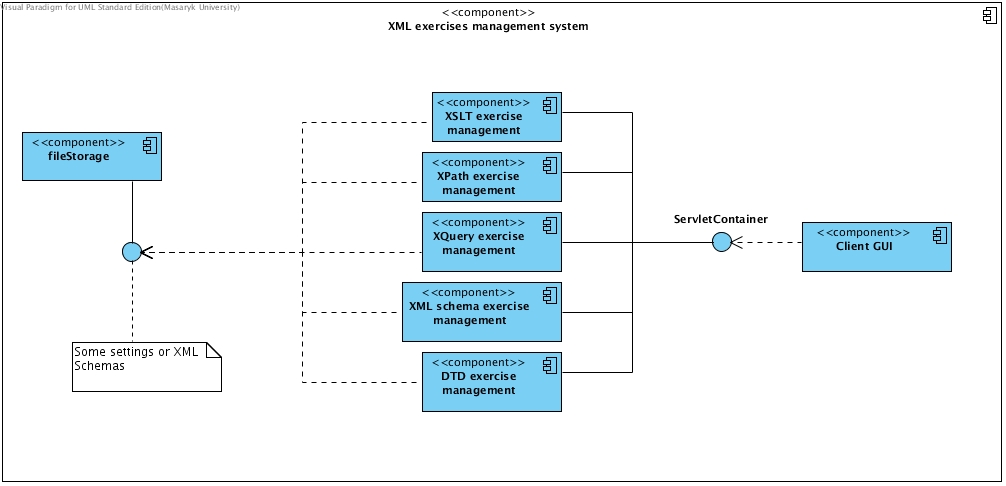 Visual Paradigm for UML Standard Edition(Masaryk University)
<<component>>
XML exercises management system
<<component>>
fileStorage
<<component>>
XSLT exercise
management
<<component>>
XPath exercise
management
<<component>>
XQuery exercise
management
<<component>>
XML schema exercise
management
<<component>>
DTD exercise
management
ServletContainer
<<component>>
Client GUI
Some settings or XML
Schemas